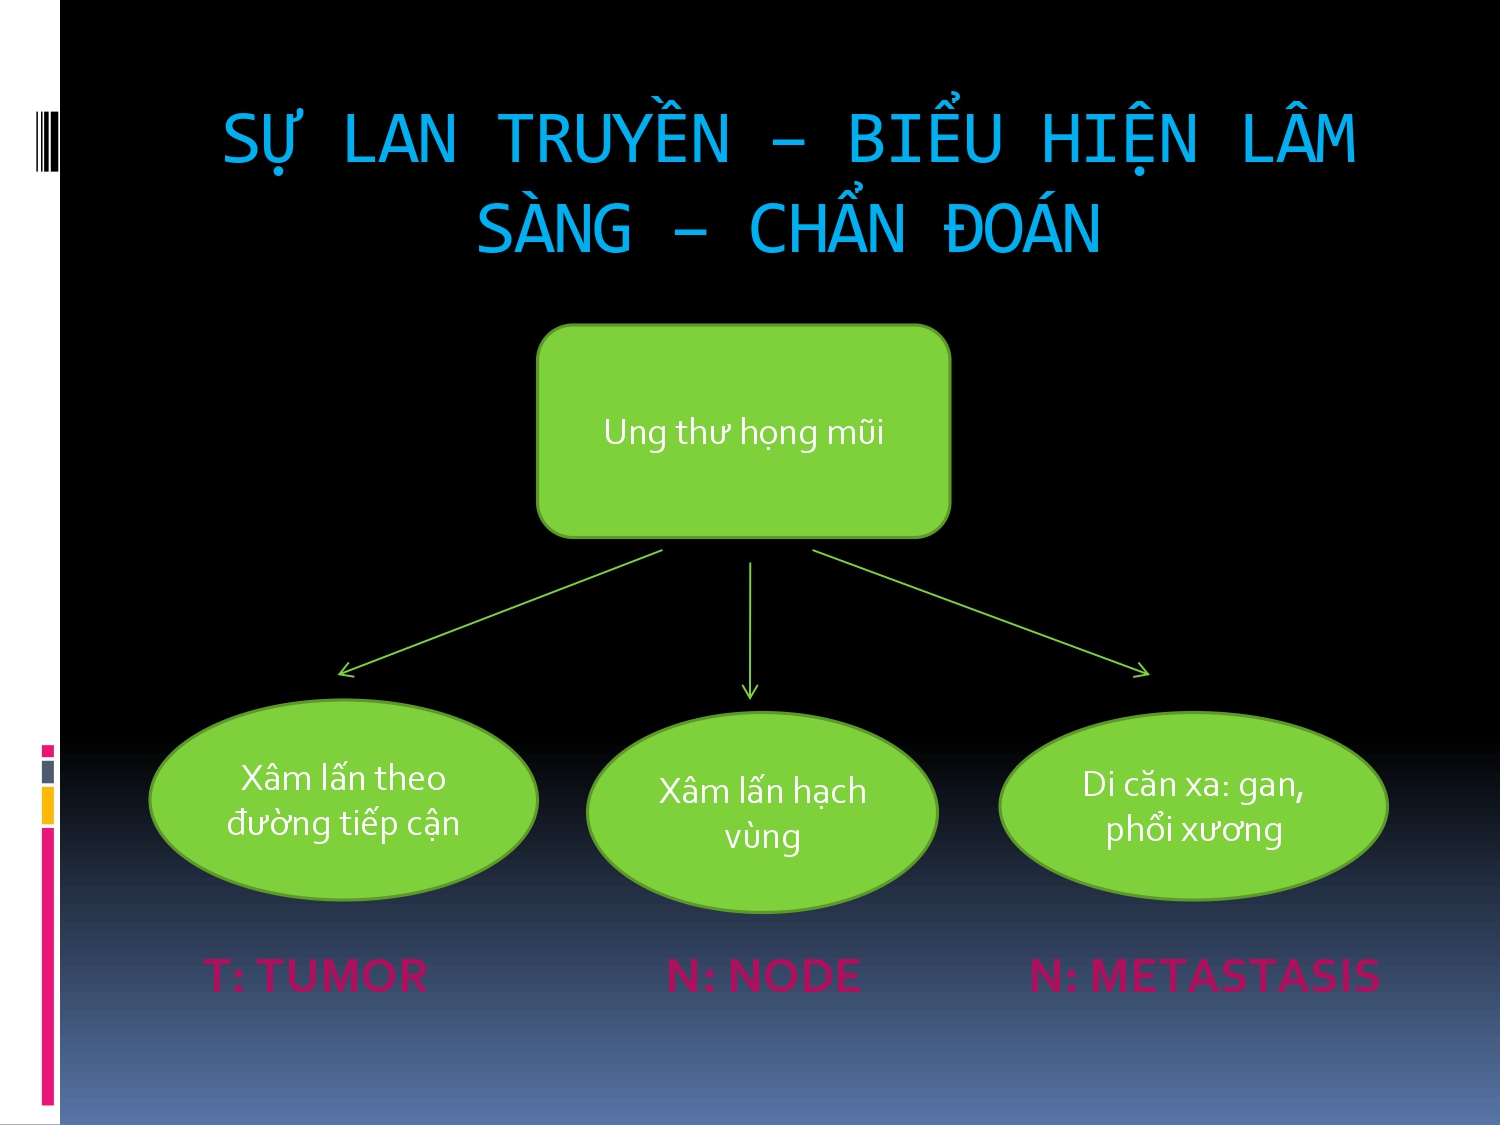 SỰ LAN TRUYỀN – BIỂU HIỆN LÂM
SÀNG – CHẨN ĐOÁN
Ung thư họng mũi
Xâm lấn theo
đường tiếp cận
Xâm lấn hạch
vùng
Di căn xa: gan,
phổi xương
T: TUMOR
N: NODE
N: METASTASIS